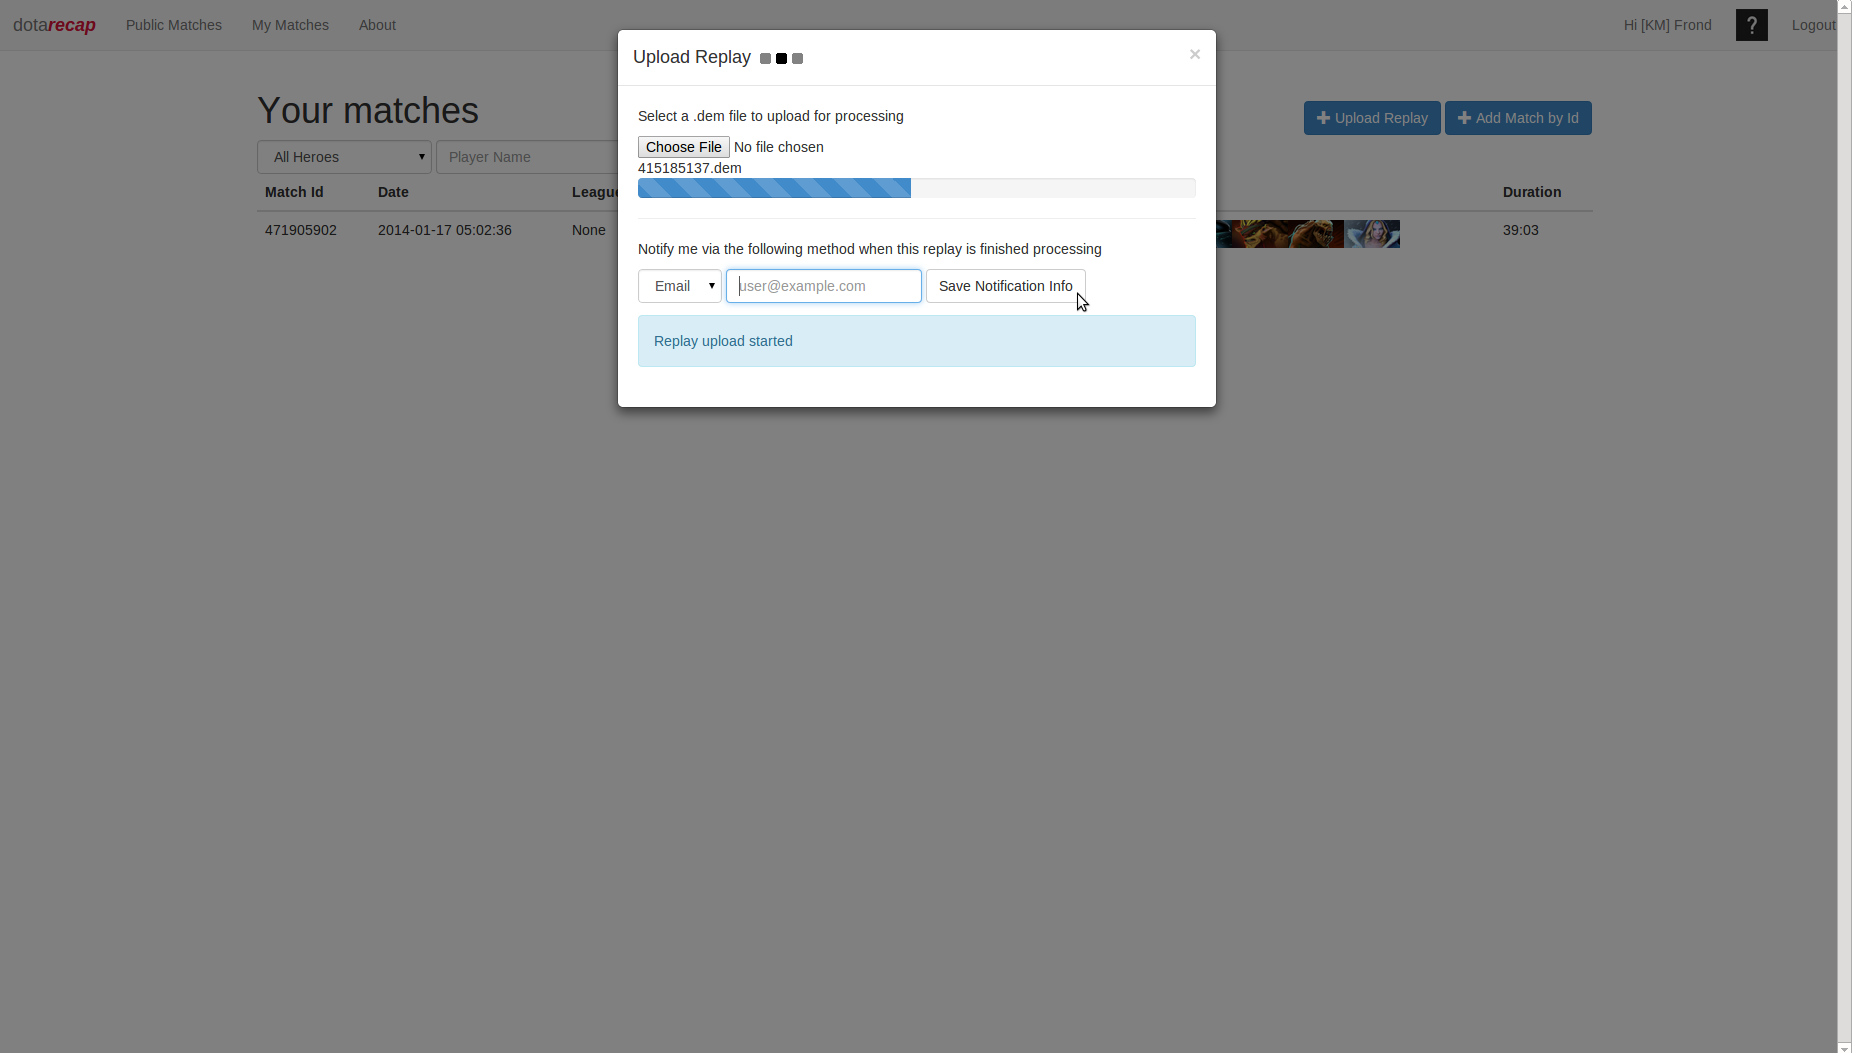 dotarecap Public Matches My Matches About Hi [KM] Frond ? Logout
Upload Replay ×
Your matches
Upload Replay Add Match by Id
All Heroes Player Name
Match Id Date League Duration
471905902 2014-01-17 05:02:36 None 39:03
Select a .dem file to upload for processing
Choose File No file chosen
415185137.dem
Notify me via the following method when this replay is finished processing
Email user@example.com Save Notification Info
Replay upload started